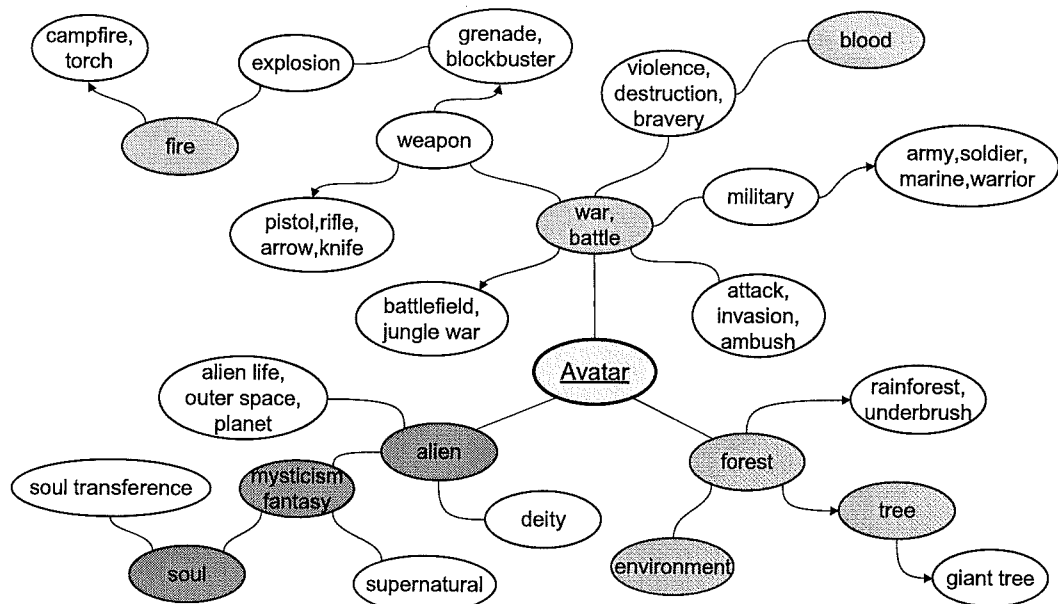 campfire,
torch
explosion
grenade,
blockbuster
violence,
destruction,
bravery
blood
fire
weapon
army,soldier,
marine,warrior
military
pistol,rifle,
arrow,knife
war,
battle
battlefield,
jungle war
attack,
invasion,
ambush
Avatar
alien life,
outer space,
planet
rainforest,
underbrush
alien
forest
soul transference
mysticism
fantasy
deity
tree
soul
supernatural
environment
giant tree